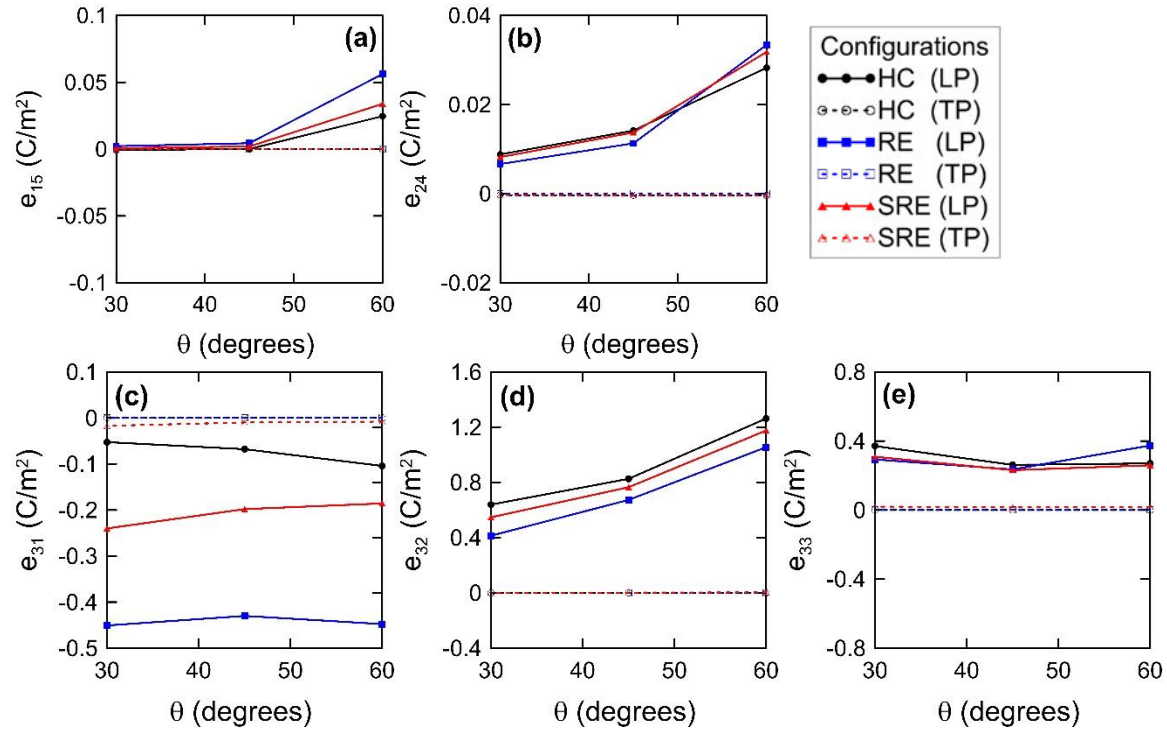 (a)
0.1
0.05
0
-0.05
-0.1
e15 (C/m²)
30 40 50 60
θ (degrees)
(b)
0.04
0.02
0
-0.02
e24 (C/m²)
30 40 50 60
θ (degrees)
Configurations
HC (LP)
HC (TP)
RE (LP)
RE (TP)
SRE (LP)
SRE (TP)
(c)
0.1
0
-0.1
-0.2
-0.3
-0.4
-0.5
e31 (C/m²)
30 40 50 60
θ (degrees)
(d)
1.6
1.2
0.8
0.4
0
-0.4
e32 (C/m²)
30 40 50 60
θ (degrees)
(e)
0.8
0.4
0
-0.4
-0.8
e33 (C/m²)
30 40 50 60
θ (degrees)